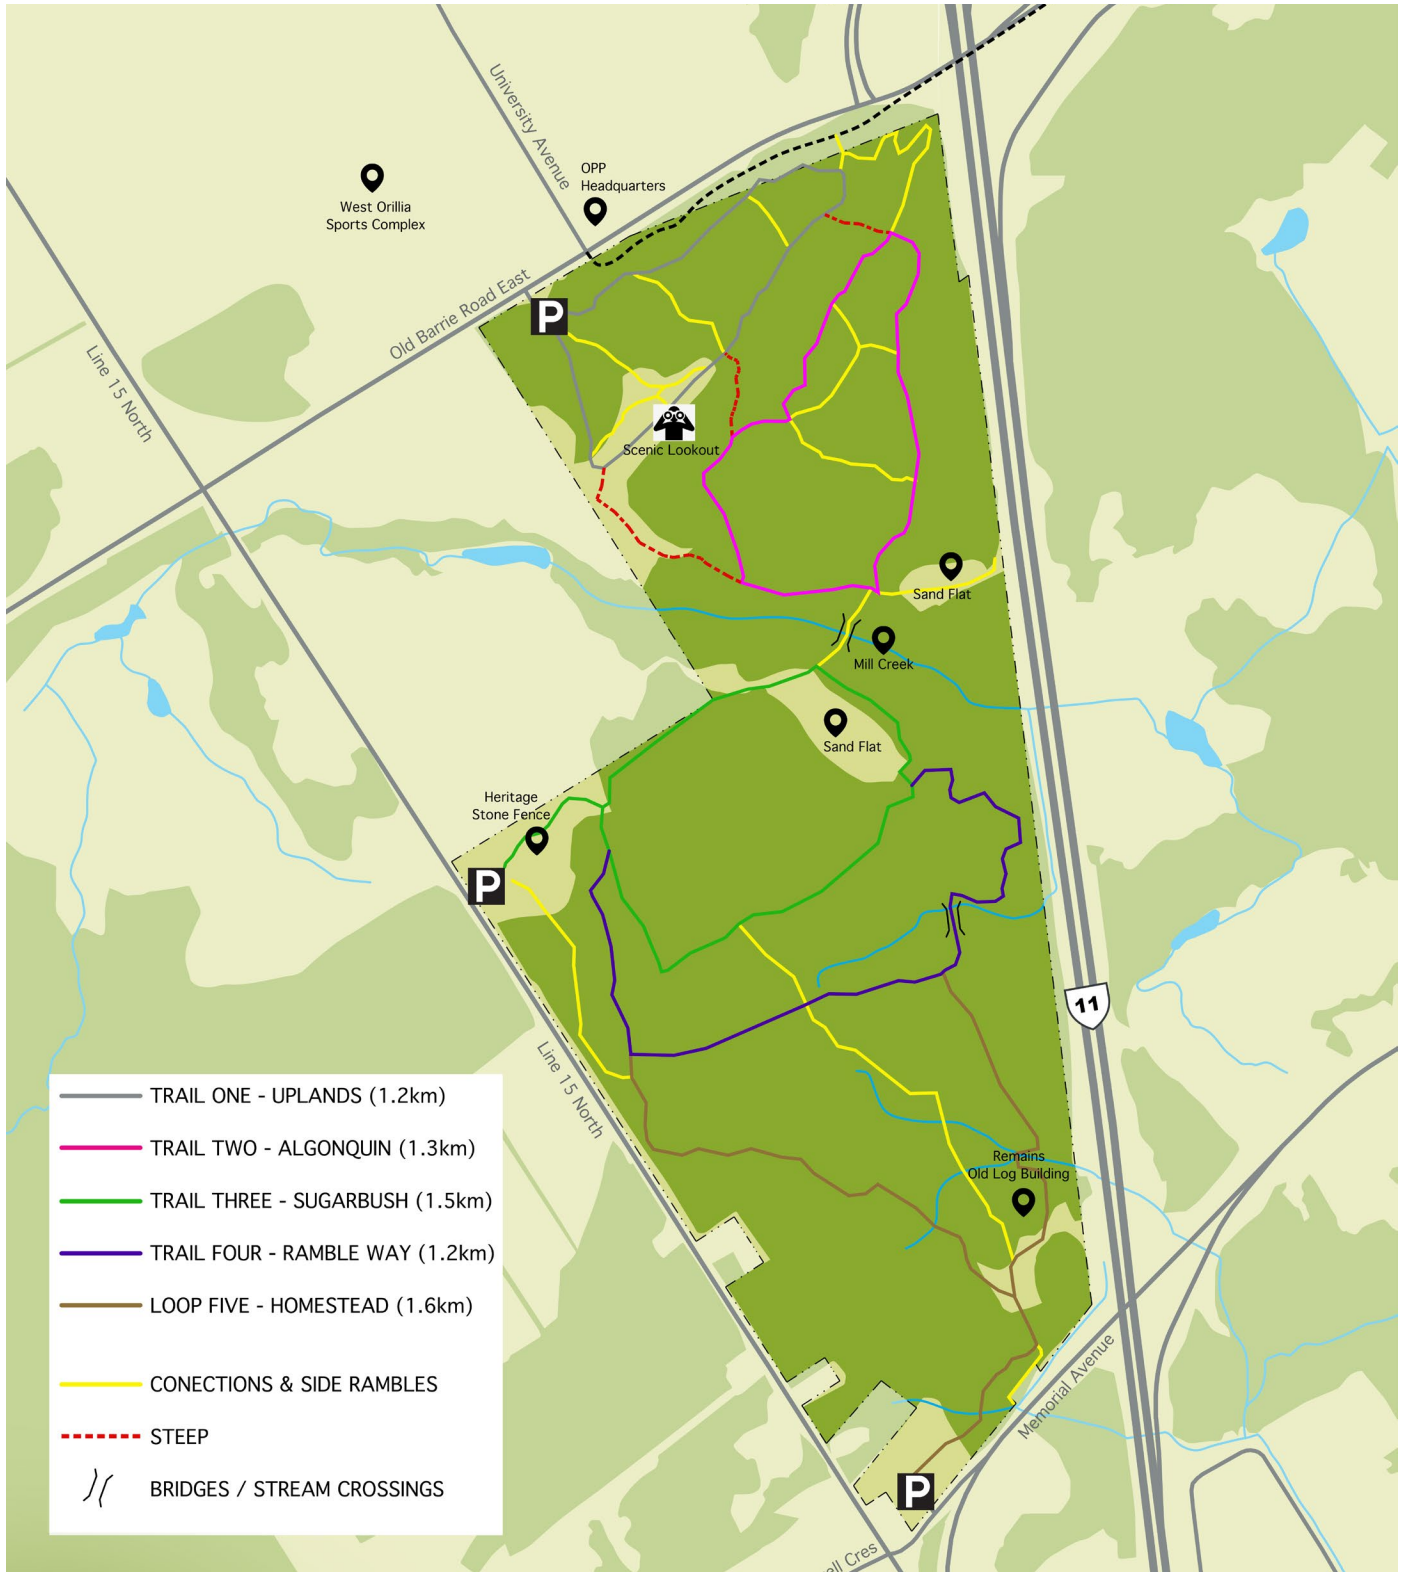 University Avenue
OPP
Headquarters
West Orillia
Sports Complex
Old Barrie Road East
P
Line 15 North
Scenic Lookout
Sand Flat
Mill Creek
Sand Flat
Heritage
Stone Fence
P
11
Line 15 North
TRAIL ONE - UPLANDS (1.2km)
TRAIL TWO - ALGONQUIN (1.3km)
TRAIL THREE - SUGARBUSH (1.5km)
TRAIL FOUR - RAMBLE WAY (1.2km)
LOOP FIVE - HOMESTEAD (1.6km)
CONECTIONS & SIDE RAMBLES
STEEP
BRIDGES / STREAM CROSSINGS
Remains
Old Log Building
Memorial Avenue
P
ell Cres